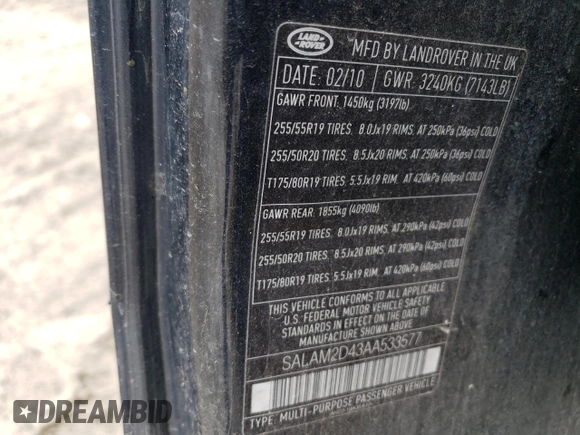 LAND ROVER
MFD BY LANDROVER IN THE UK
DATE: 02/10 GWR: 3240KG (7143LB)
GAWR FRONT: 1450kg (3197lb)
255/55R19 TIRES. 8.0Jx19 RIMS. AT 250kPa (36psi) COLD
255/50R20 TIRES. 8.5Jx20 RIMS. AT 250kPa (36psi) COLD
T175/80R19 TIRES. 5.5Jx19 RIM. AT 420kPa (60psi) COLD
GAWR REAR: 1855kg (4090lb)
255/55R19 TIRES. 8.0Jx19 RIMS. AT 290kPa (42psi) COLD
255/50R20 TIRES. 8.5Jx20 RIMS. AT 290kPa (42psi) COLD
T175/80R19 TIRES. 5.5Jx19 RIM. AT 420kPa (60psi) COLD
THIS VEHICLE CONFORMS TO ALL APPLICABLE
U.S. FEDERAL MOTOR VEHICLE SAFETY
STANDARDS IN EFFECT ON THE DATE OF
MANUFACTURE SHOWN ABOVE
SALAM2D43AA533577
TYPE: MULTI-PURPOSE PASSENGER VEHICLE
DREAMBID